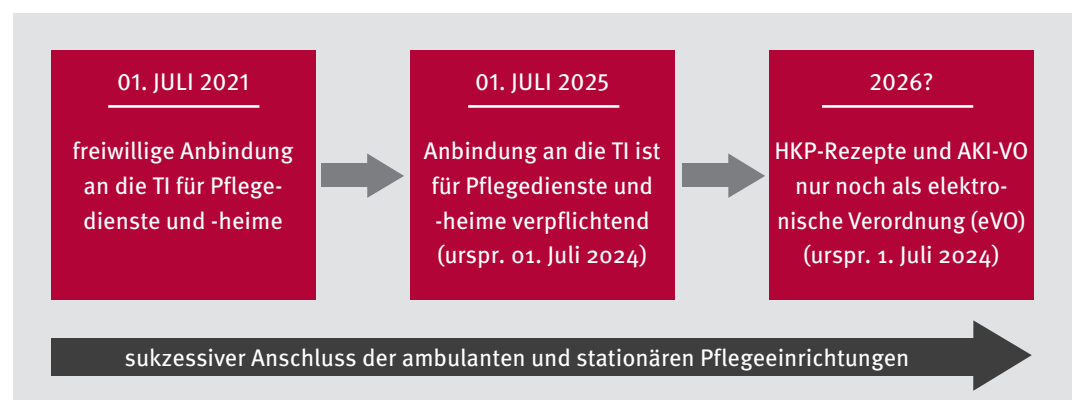 01. JULI 2021
freiwillige Anbindung
an die TI für Pflege-
dienste und -heime
01. JULI 2025
Anbindung an die TI ist
für Pflegedienste und
-heime verpflichtend
(urspr. 01. Juli 2024)
2026?
HKP-Rezepte und AKI-VO
nur noch als elektro-
nische Verordnung (eVO)
(urspr. 1. Juli 2024)
sukzessiver Anschluss der ambulanten und stationären Pflegeeinrichtungen